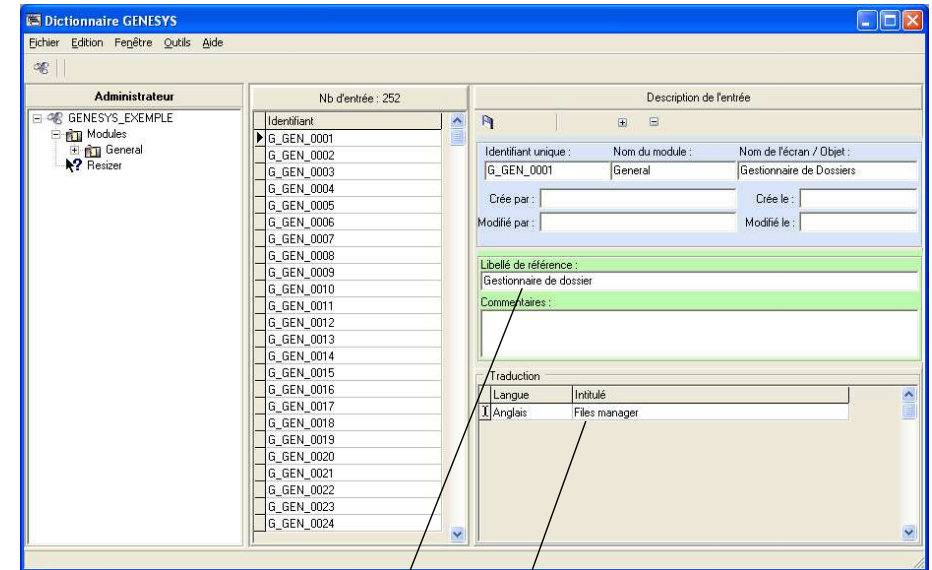 Dictionnaire GENESYS
Fichier Edition Fenêtre Outils Aide
Administrateur
GENESYS_EXEMPLE
Modules
General
Resizer
Nb d'entrée : 252
Identifiant
G_GEN_0001
G_GEN_0002
G_GEN_0003
G_GEN_0004
G_GEN_0005
G_GEN_0006
G_GEN_0007
G_GEN_0008
G_GEN_0009
G_GEN_0010
G_GEN_0011
G_GEN_0012
G_GEN_0013
G_GEN_0014
G_GEN_0015
G_GEN_0016
G_GEN_0017
G_GEN_0018
G_GEN_0019
G_GEN_0020
G_GEN_0021
G_GEN_0022
G_GEN_0023
G_GEN_0024
Description de l'entrée
Identifiant unique : Nom du module : Nom de l'écran / Objet :
G_GEN_0001 General Gestionnaire de Dossiers
Crée par : Crée le :
Modifié par : Modifié le :
Libellé de référence :
Gestionnaire de dossier
Commentaires :
Traduction
Langue Intitulé
Anglais Files manager